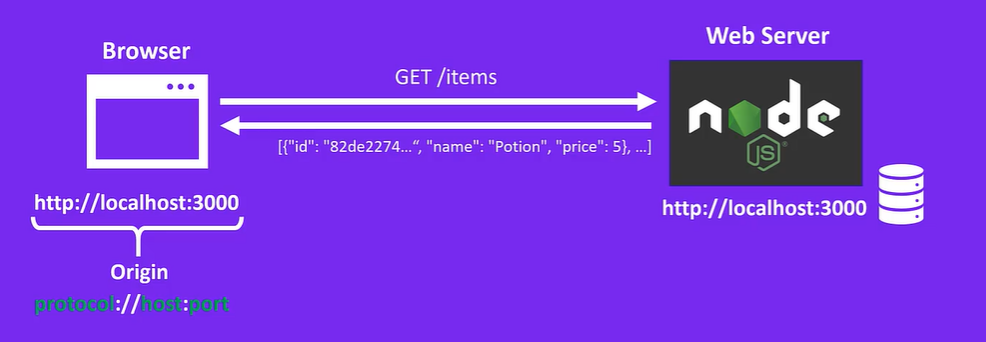 Browser
Web Server
GET /items
[{"id": "82de2274...“, "name": "Potion", "price": 5}, ...]
node
JS
http://localhost:3000
http://localhost:3000
Origin
protocol://host:port